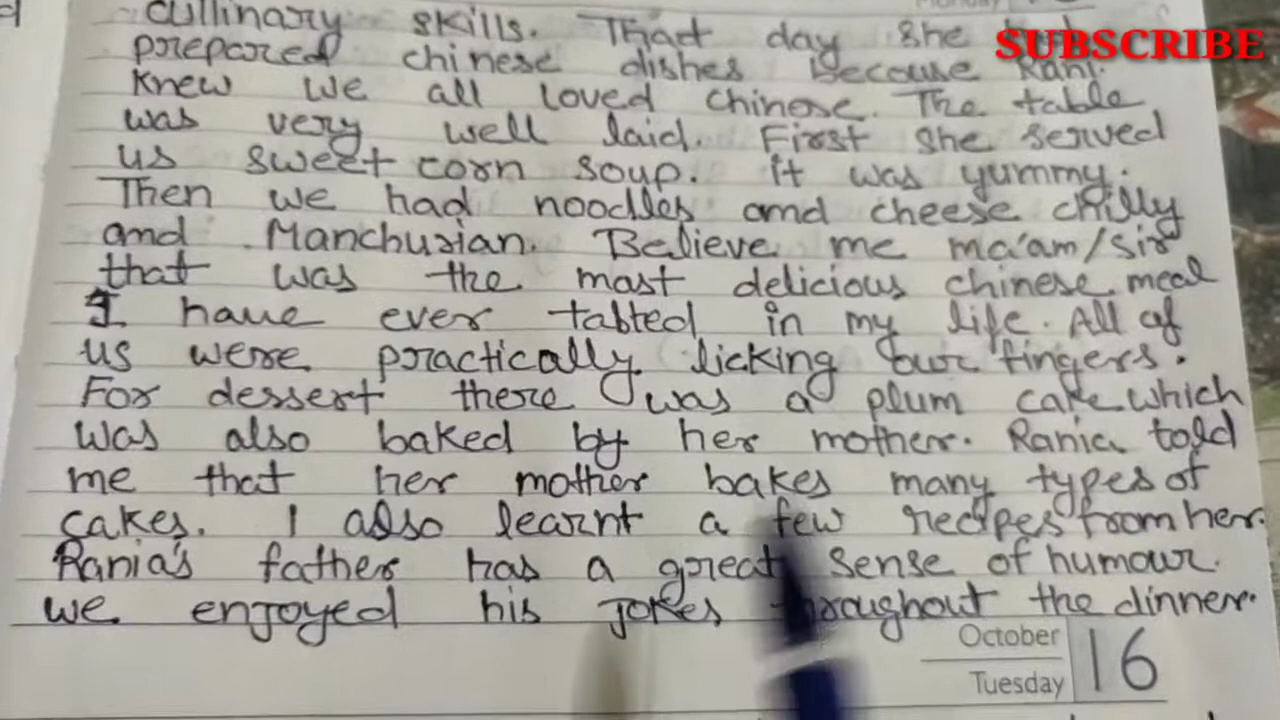 cullinary skills. That day she
SUBSCRIBE
prepared chinese dishes because Rani
knew we all loved chinese. The table
was very well laid. First she served
us sweet corn soup. it was yummy.
Then we had noodles and cheese chilly
and Manchurian. Believe me ma'am/sir
that was the most delicious chinese meal
I have ever tabted in my life. All of
us were practically licking our fingers.
For dessert there was a plum cake which
was also baked by her mother. Rania told
me that her mother bakes many types of
cakes. I also learnt a few recipes from her.
Rania's father has a great sense of humour.
we enjoyed his jokes throughout the dinner.
October
Tuesday
16